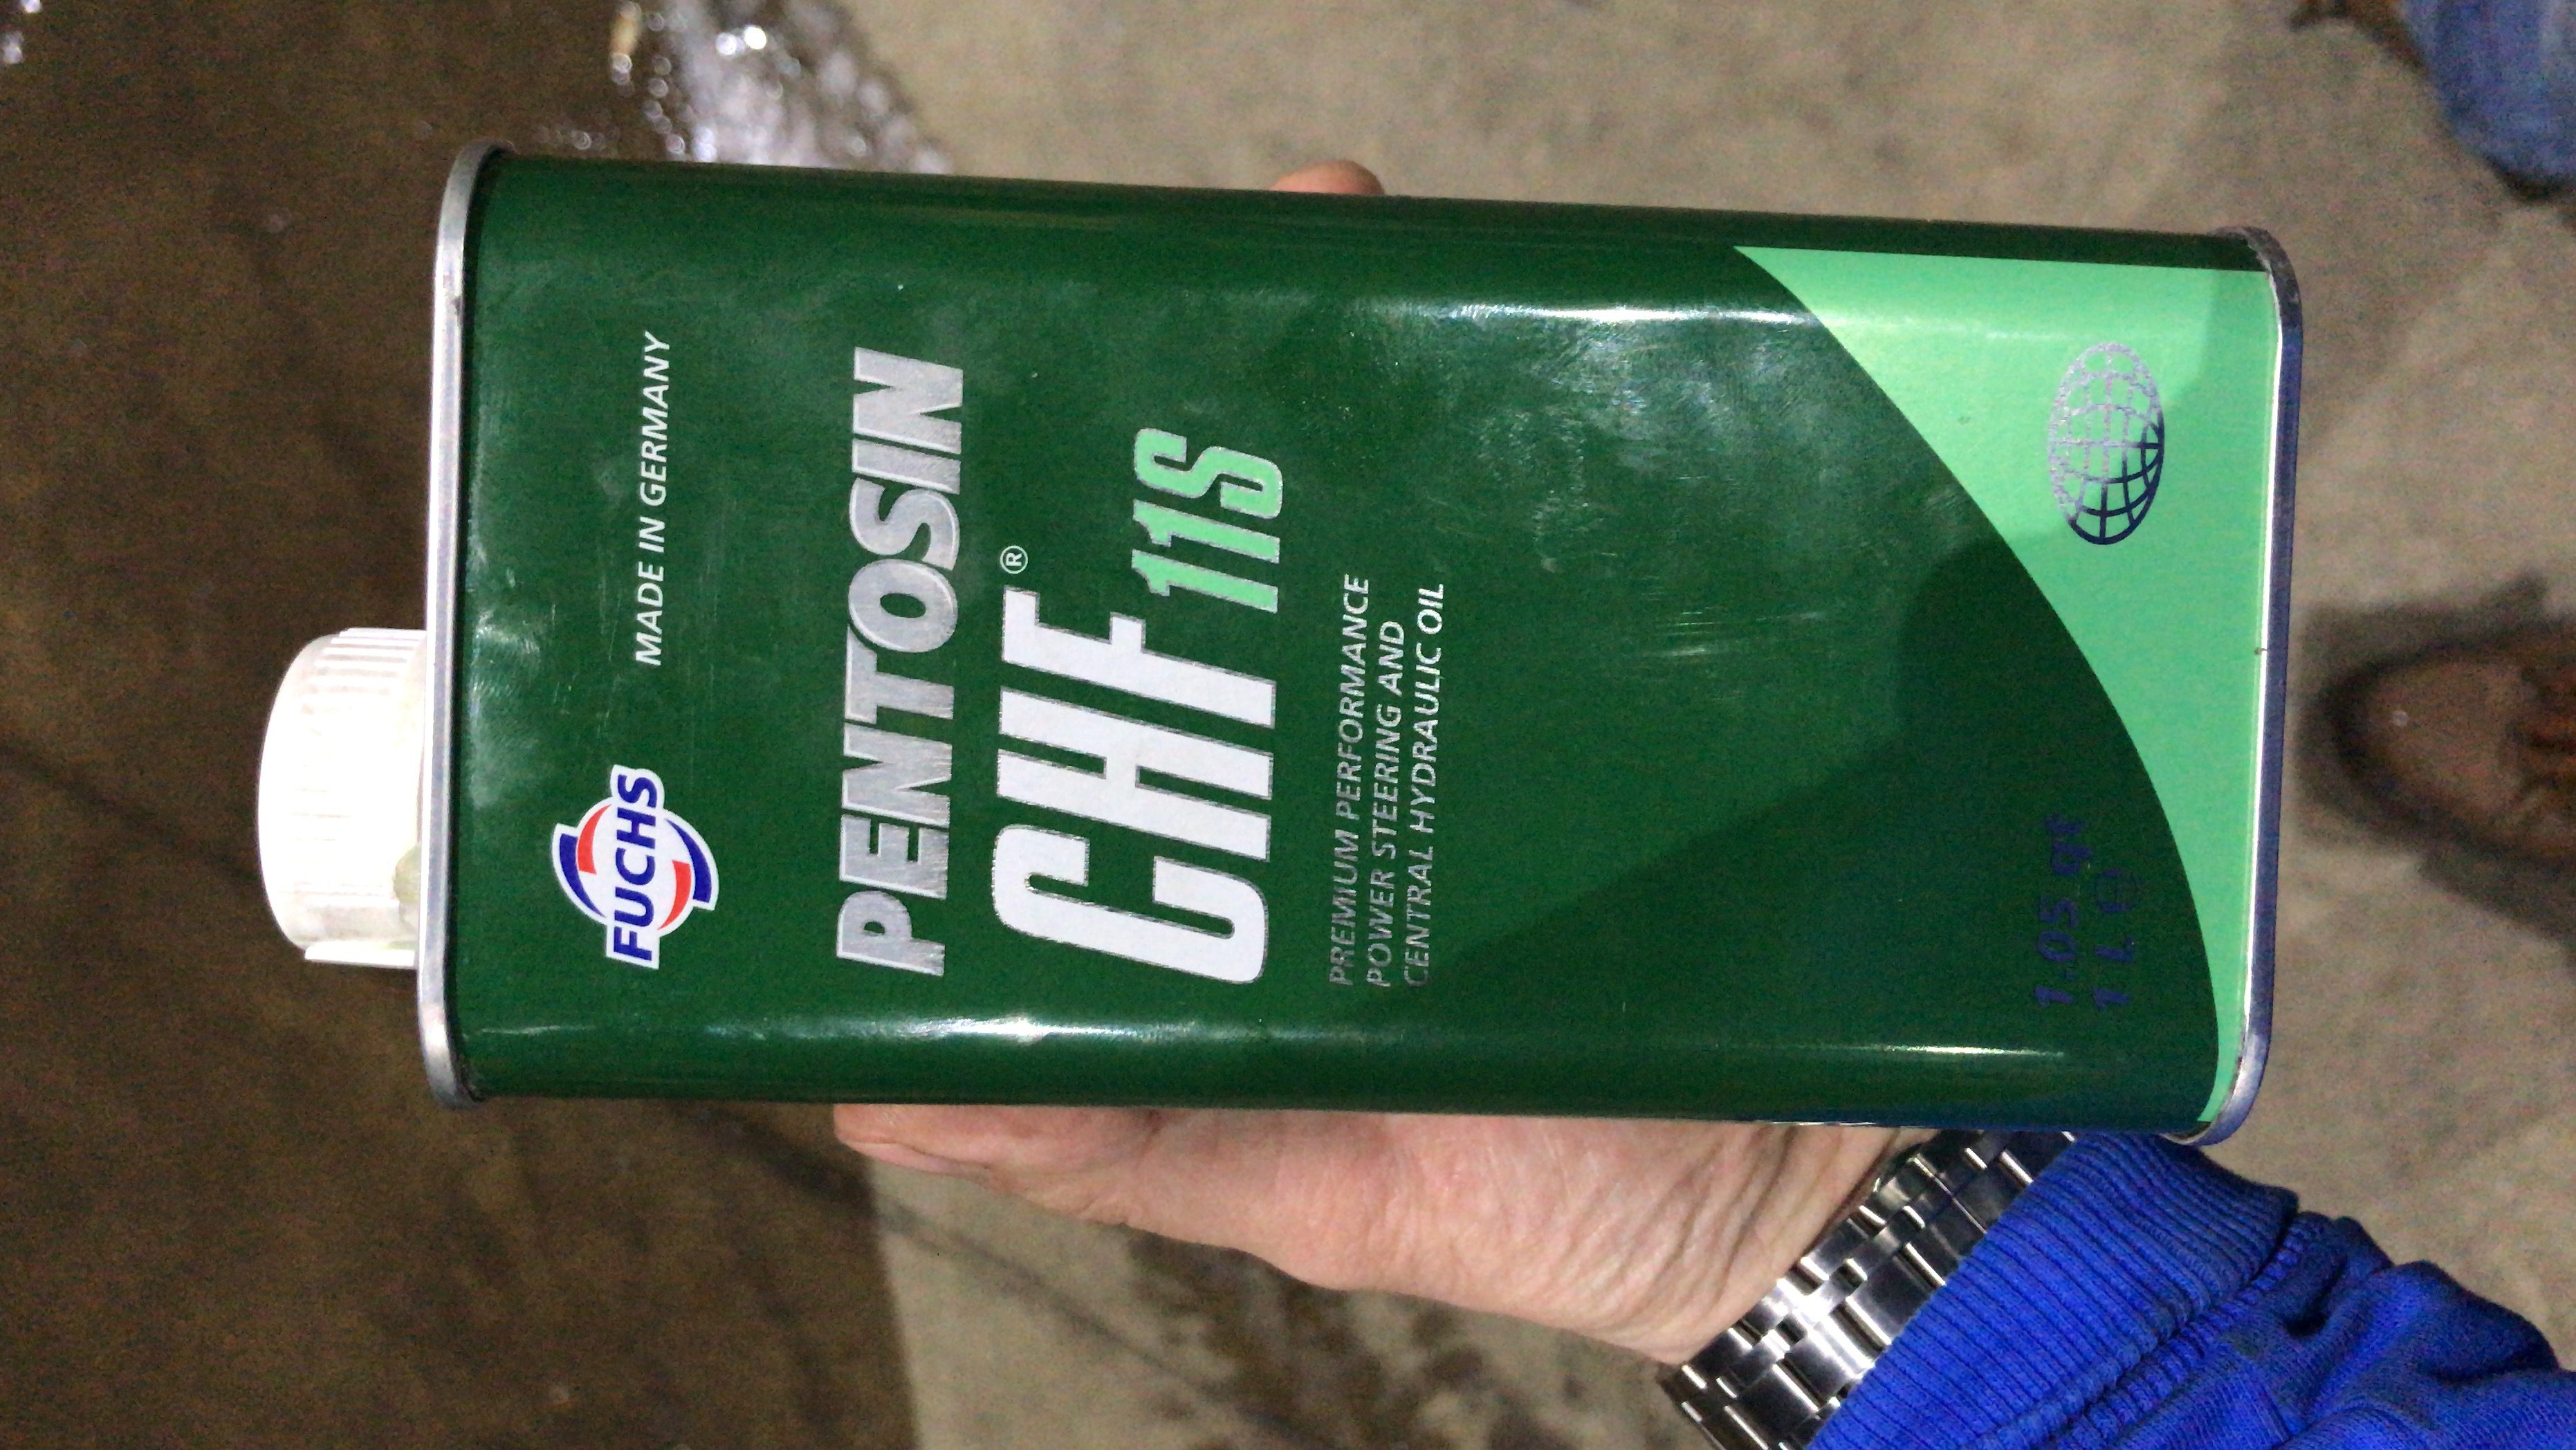 FUCHS
MADE IN GERMANY
PENTOSIN
CHF® 11S
PREMIUM PERFORMANCE
POWER STEERING AND
CENTRAL HYDRAULIC OIL
1.05 qt
1 L ℮